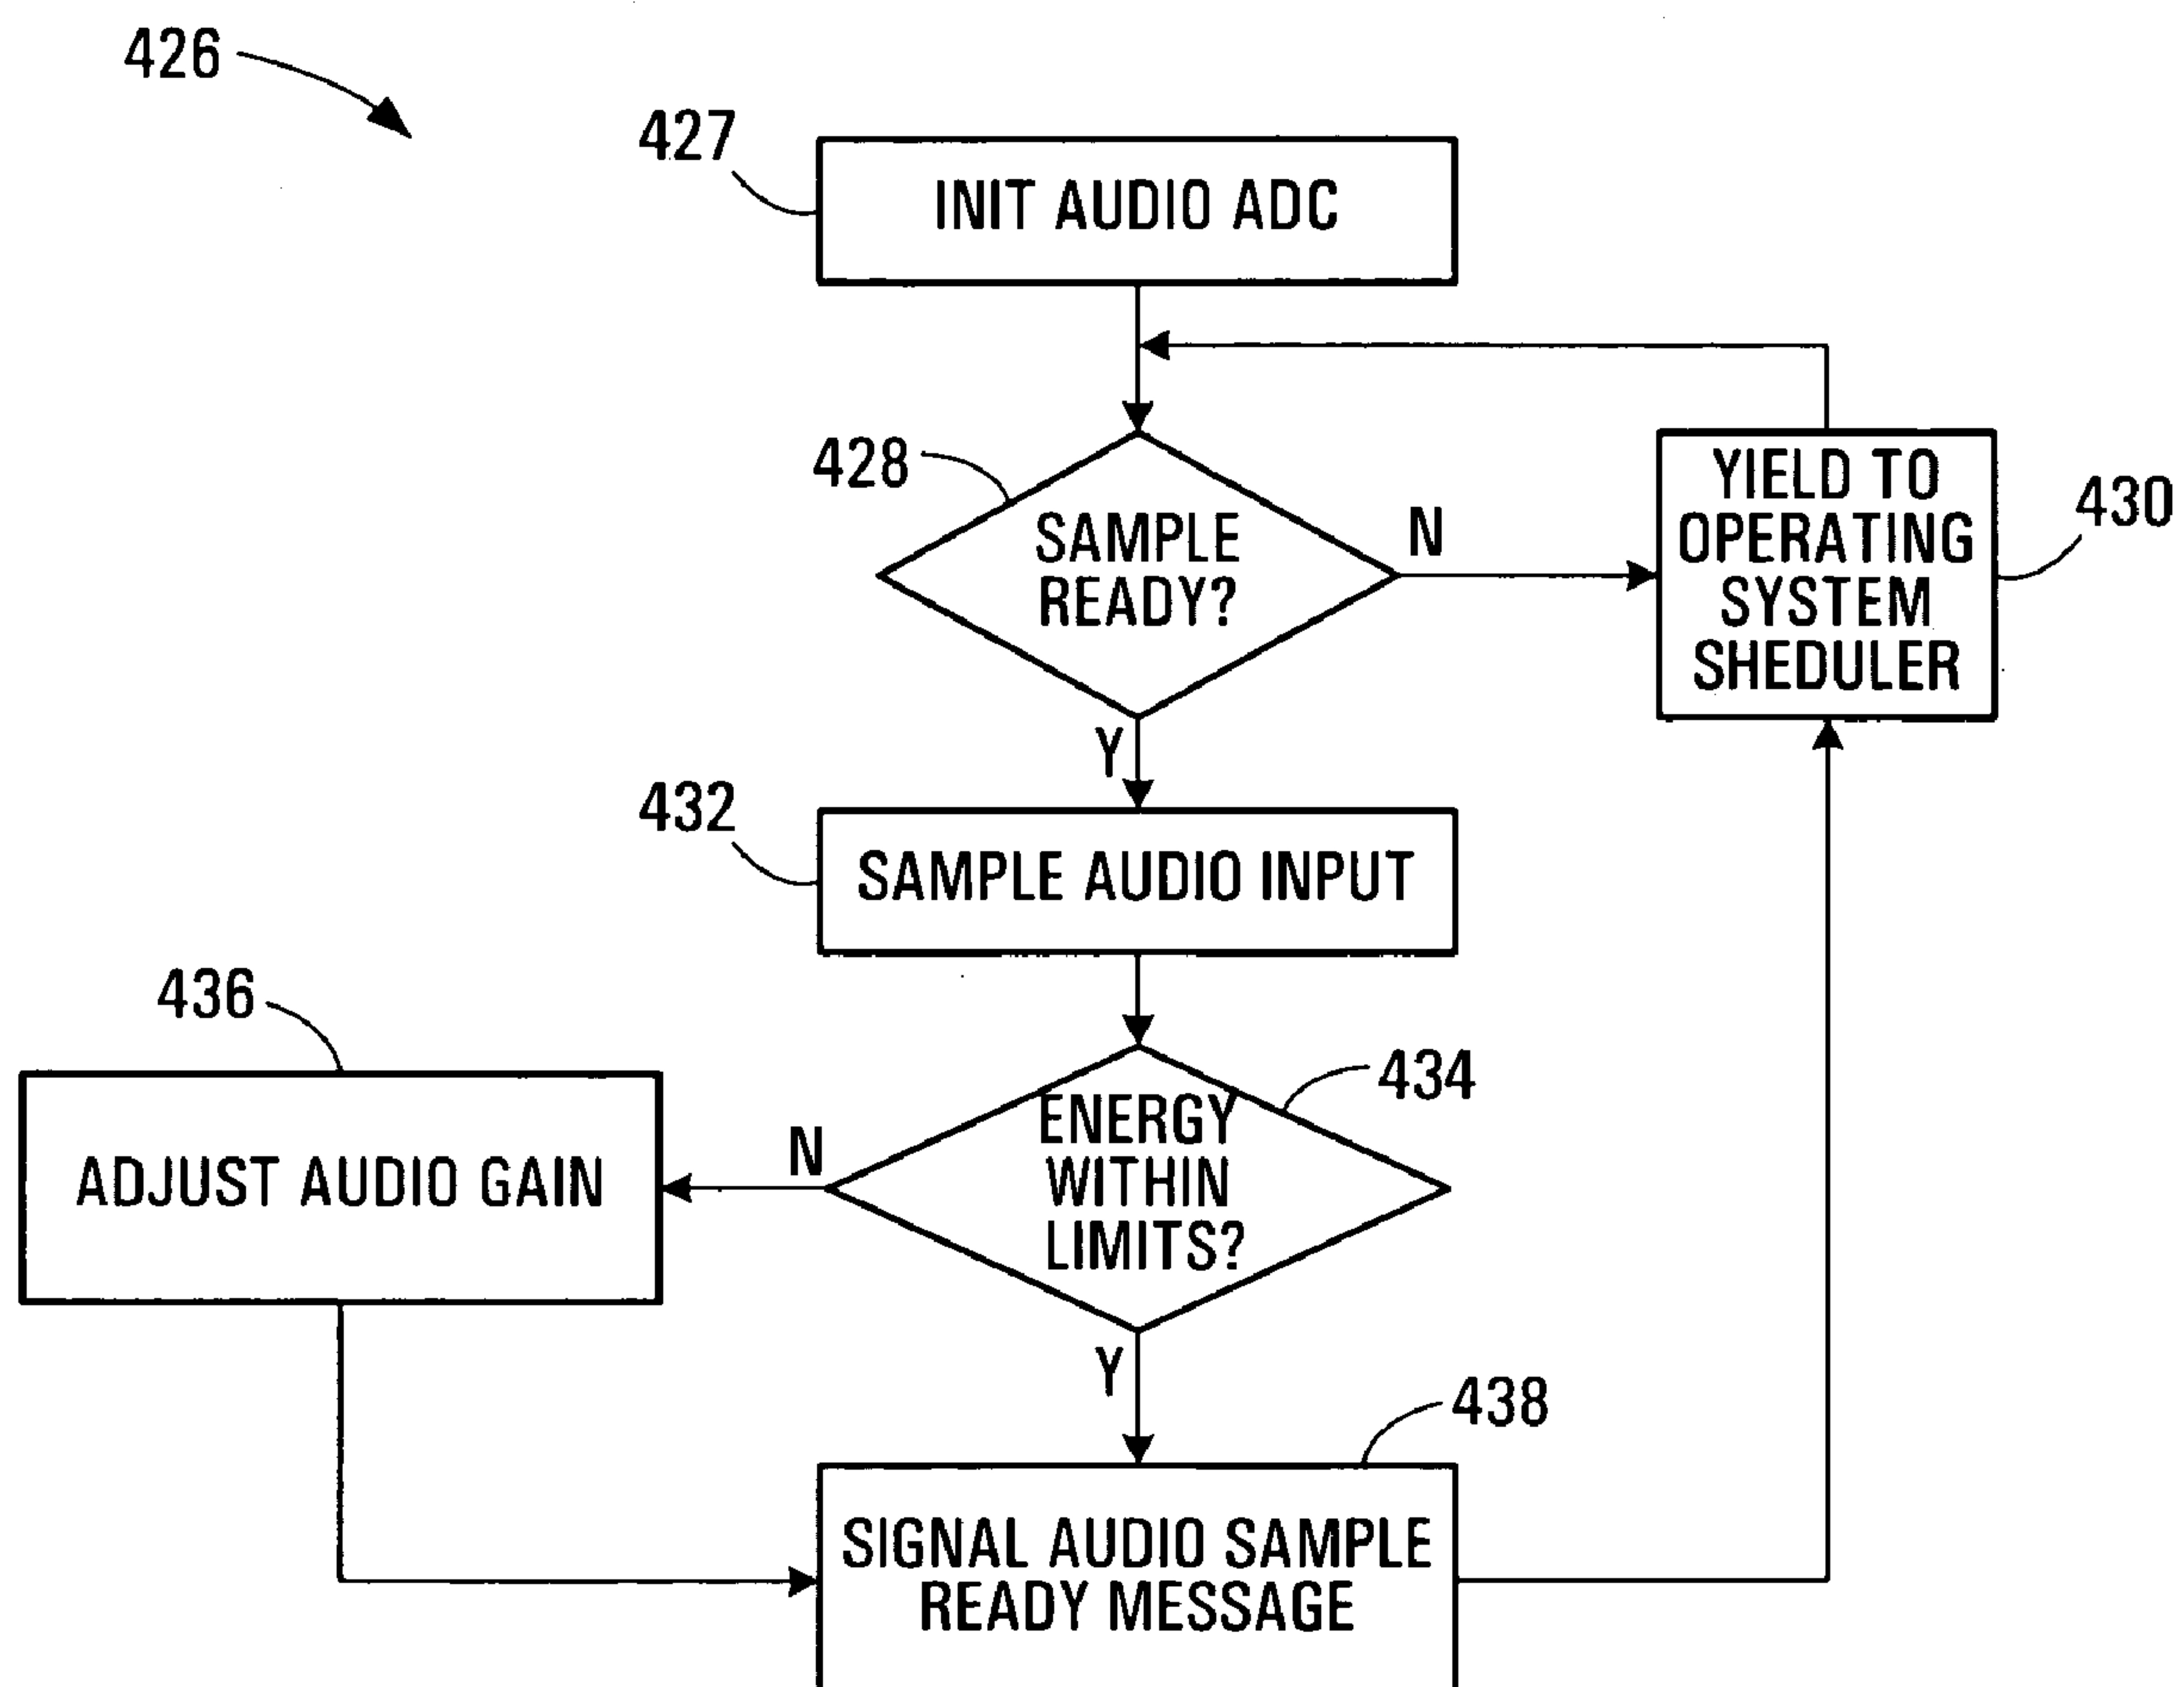 426
427
INIT AUDIO ADC
428
SAMPLE
READY?
N
YIELD TO
OPERATING
SYSTEM
SHEDULER
430
Y
432
SAMPLE AUDIO INPUT
436
ADJUST AUDIO GAIN
N
ENERGY
WITHIN
LIMITS?
434
Y
438
SIGNAL AUDIO SAMPLE
READY MESSAGE